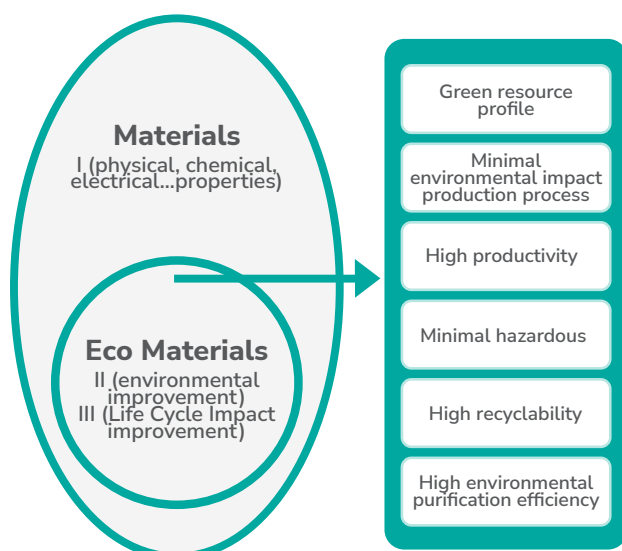 Materials
I (physical, chemical,
electrical...properties)
Eco Materials
II (environmental
improvement)
III (Life Cycle Impact
improvement)
Green resource
profile
Minimal
environmental impact
production process
High productivity
Minimal hazardous
High recyclability
High environmental
purification efficiency